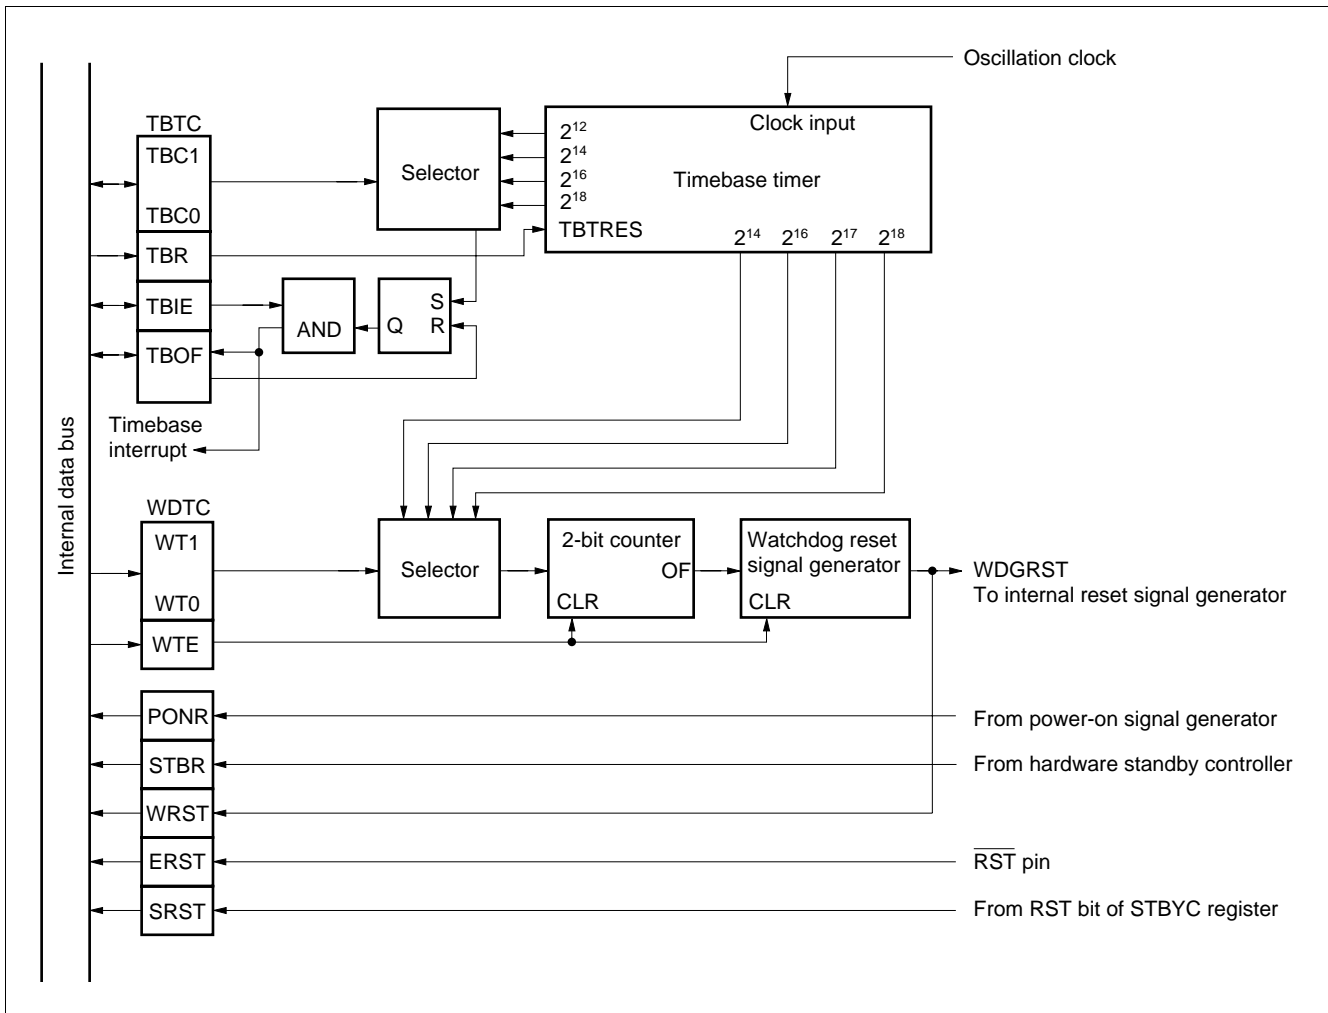 Oscillation clock
TBTC
TBC1
TBC0
TBR
TBIE
TBOF
Selector
Clock input
Timebase timer
2¹²
2¹⁴
2¹⁶
2¹⁸
TBTRES
2¹⁴ 2¹⁶ 2¹⁷ 2¹⁸
AND
S
Q R
Timebase
interrupt
Internal data bus
WDTC
WT1
WT0
WTE
Selector
2-bit counter
OF
CLR
Watchdog reset
signal generator
CLR
WDGRST
To internal reset signal generator
PONR
From power-on signal generator
STBR
From hardware standby controller
WRST
ERST
R̅S̅T̅ pin
SRST
From RST bit of STBYC register